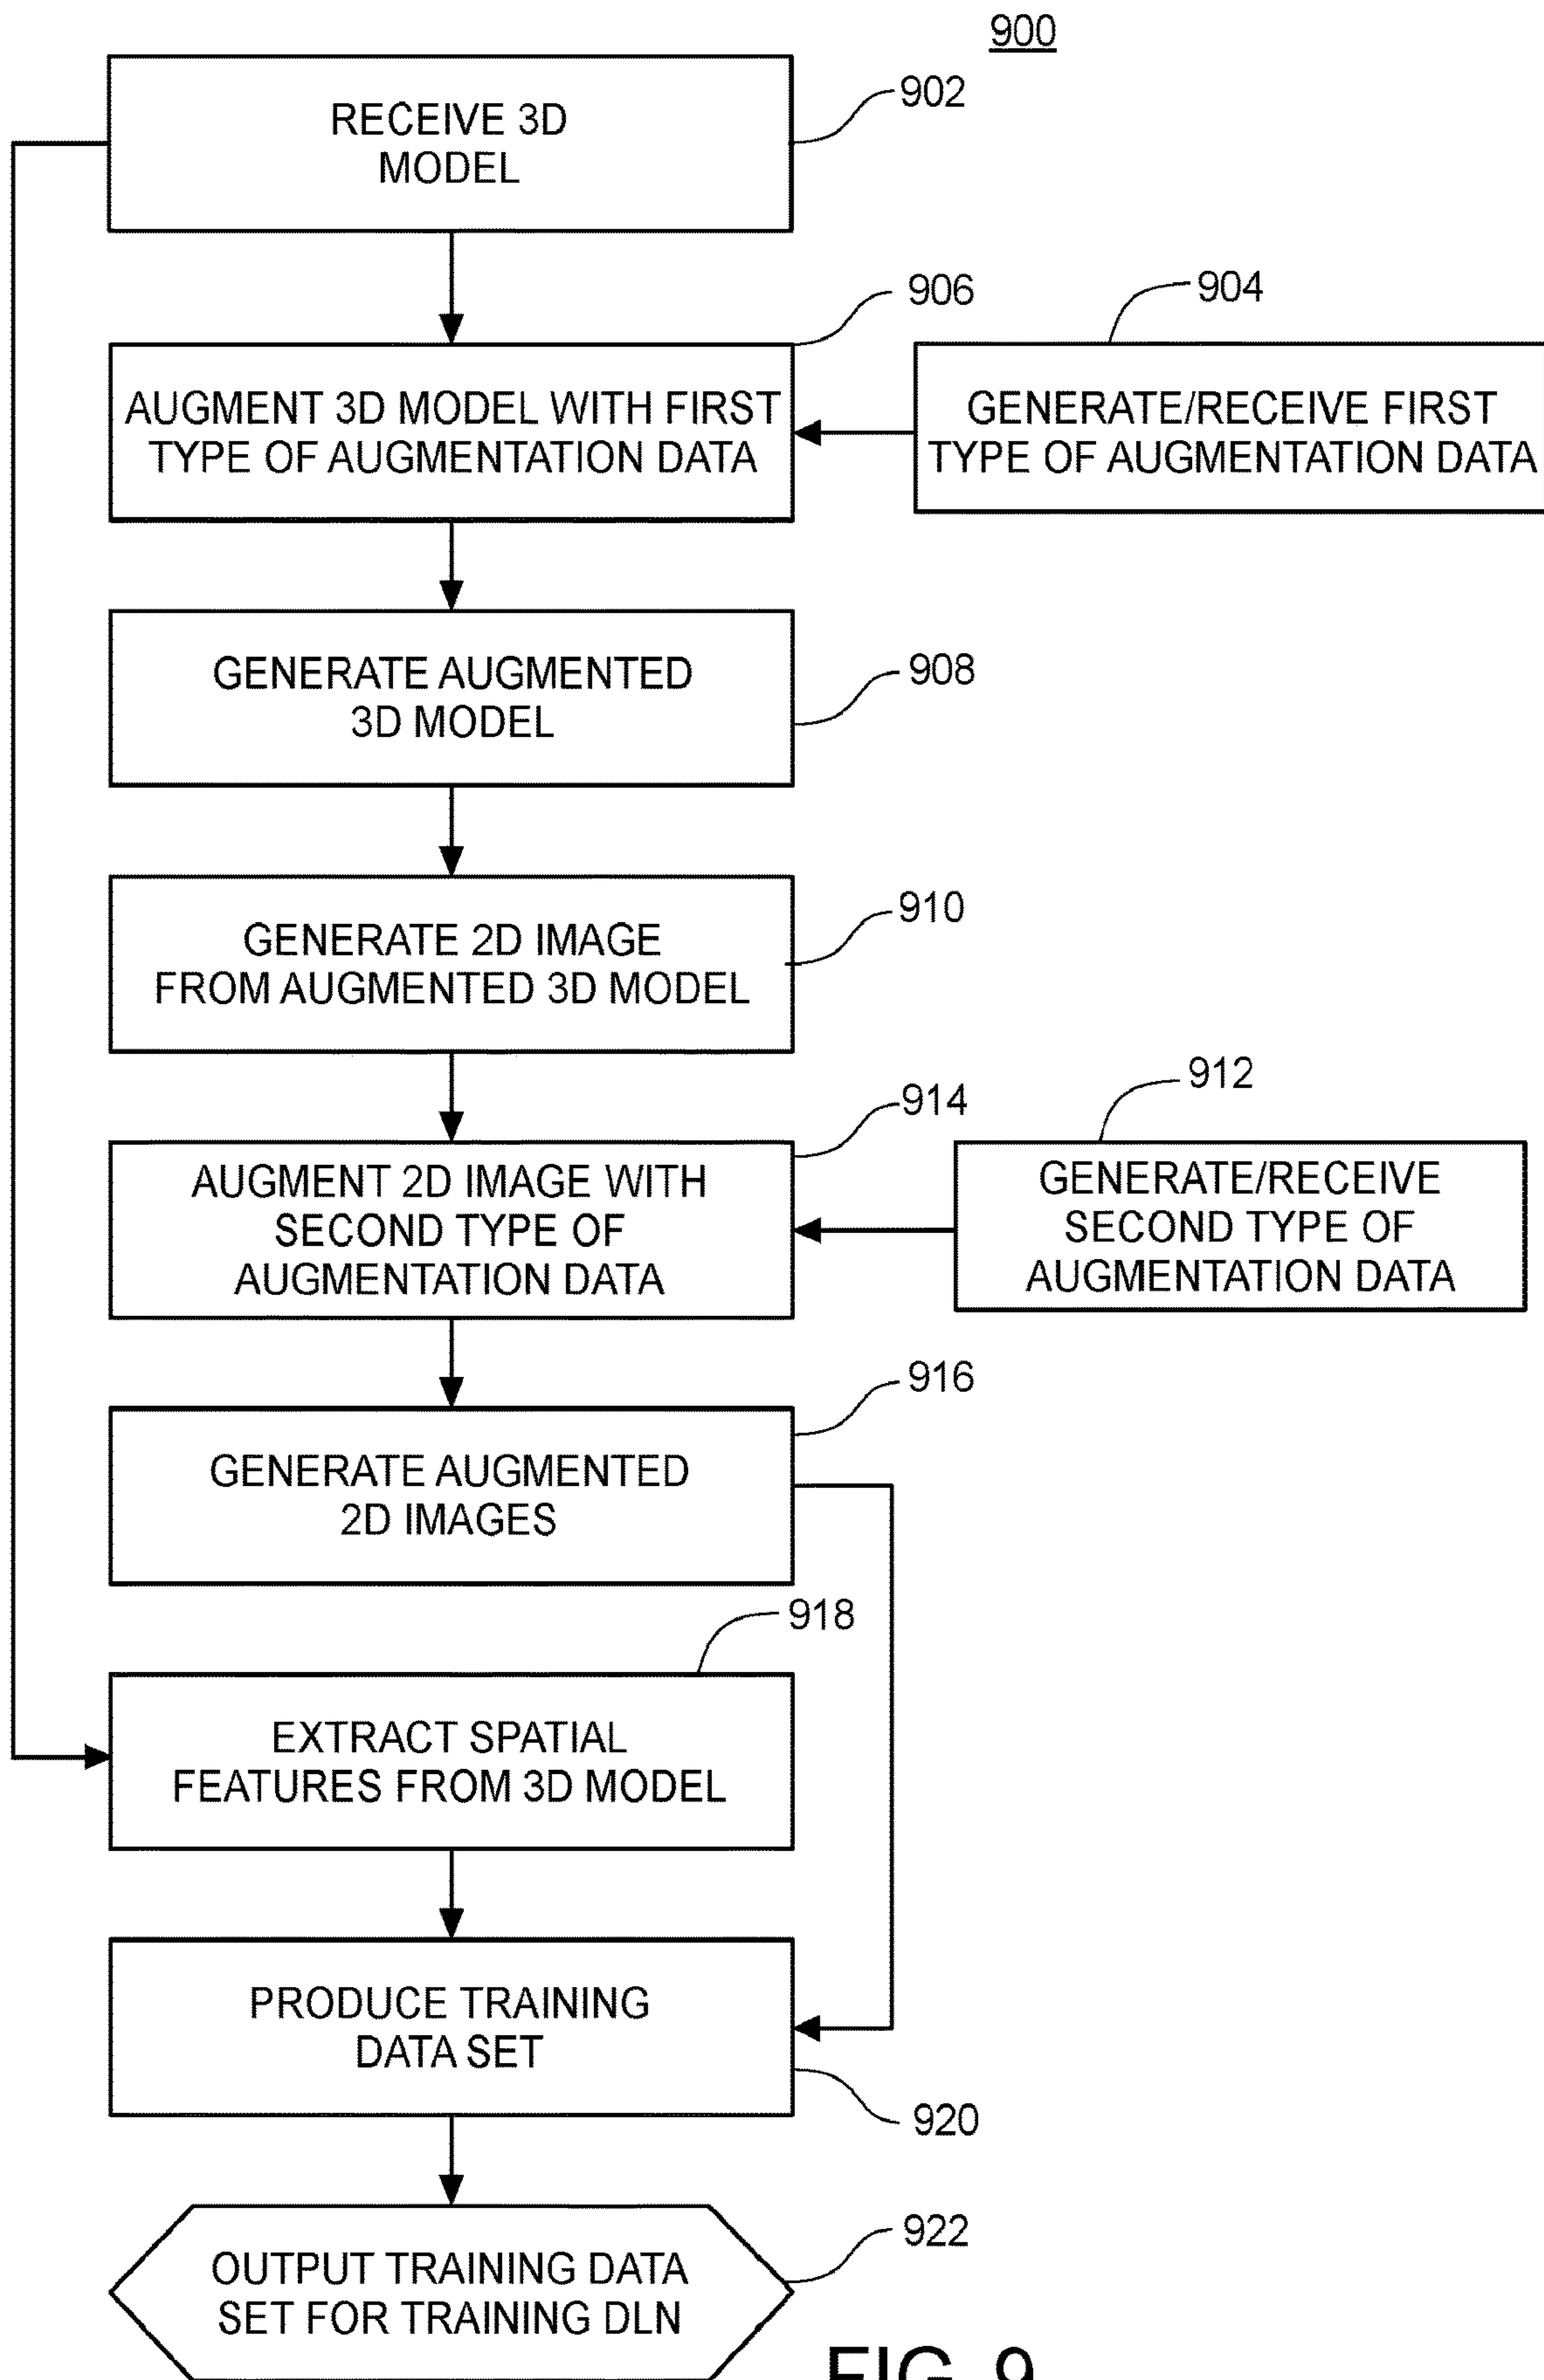 900
RECEIVE 3D
MODEL
902
906
904
AUGMENT 3D MODEL WITH FIRST
TYPE OF AUGMENTATION DATA
GENERATE/RECEIVE FIRST
TYPE OF AUGMENTATION DATA
GENERATE AUGMENTED
3D MODEL
908
GENERATE 2D IMAGE
FROM AUGMENTED 3D MODEL
910
914
912
AUGMENT 2D IMAGE WITH
SECOND TYPE OF
AUGMENTATION DATA
GENERATE/RECEIVE
SECOND TYPE OF
AUGMENTATION DATA
916
GENERATE AUGMENTED
2D IMAGES
918
EXTRACT SPATIAL
FEATURES FROM 3D MODEL
PRODUCE TRAINING
DATA SET
920
922
OUTPUT TRAINING DATA
SET FOR TRAINING DLN
FIG. 9